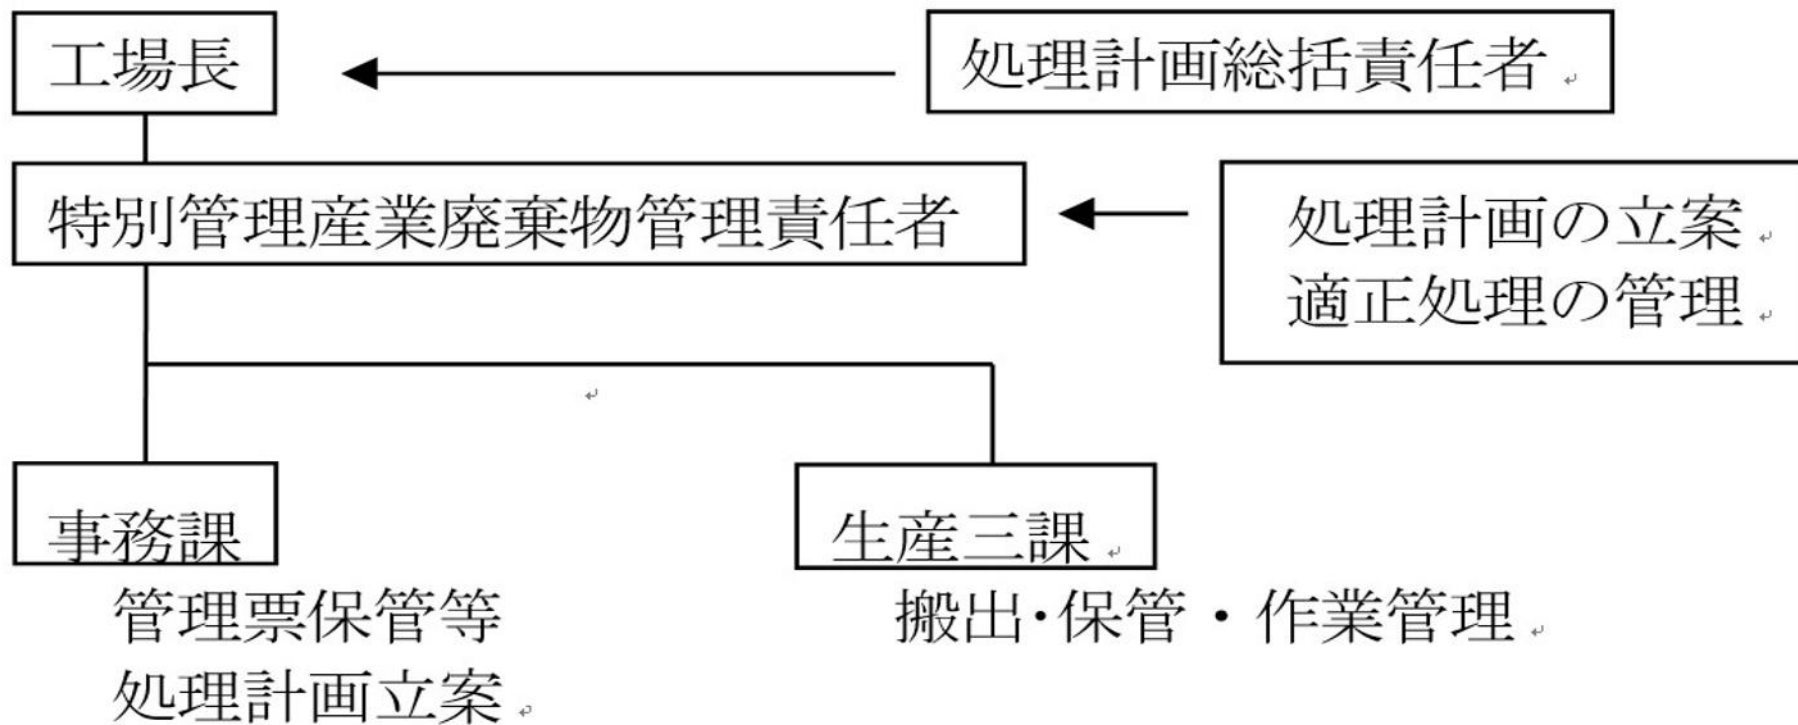 工場長
処理計画総括責任者
特別管理産業廃棄物管理責任者
処理計画の立案
適正処理の管理
事務課
生産三課
管理票保管等
搬出・保管・作業管理
処理計画立案